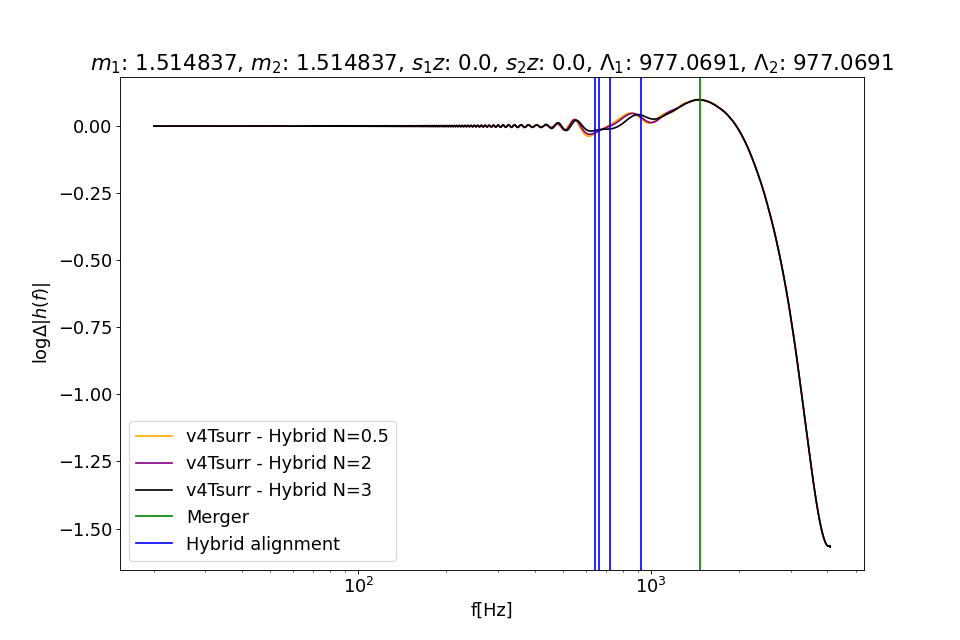 m₁: 1.514837, m₂: 1.514837, s₁z: 0.0, s₂z: 0.0, Λ₁: 977.0691, Λ₂: 977.0691
0.00
−0.25
−0.50
−0.75
−1.00
−1.25
−1.50
logΔ|h(f)|
v4Tsurr - Hybrid N=0.5
v4Tsurr - Hybrid N=2
v4Tsurr - Hybrid N=3
Merger
Hybrid alignment
10² 10³
f[Hz]